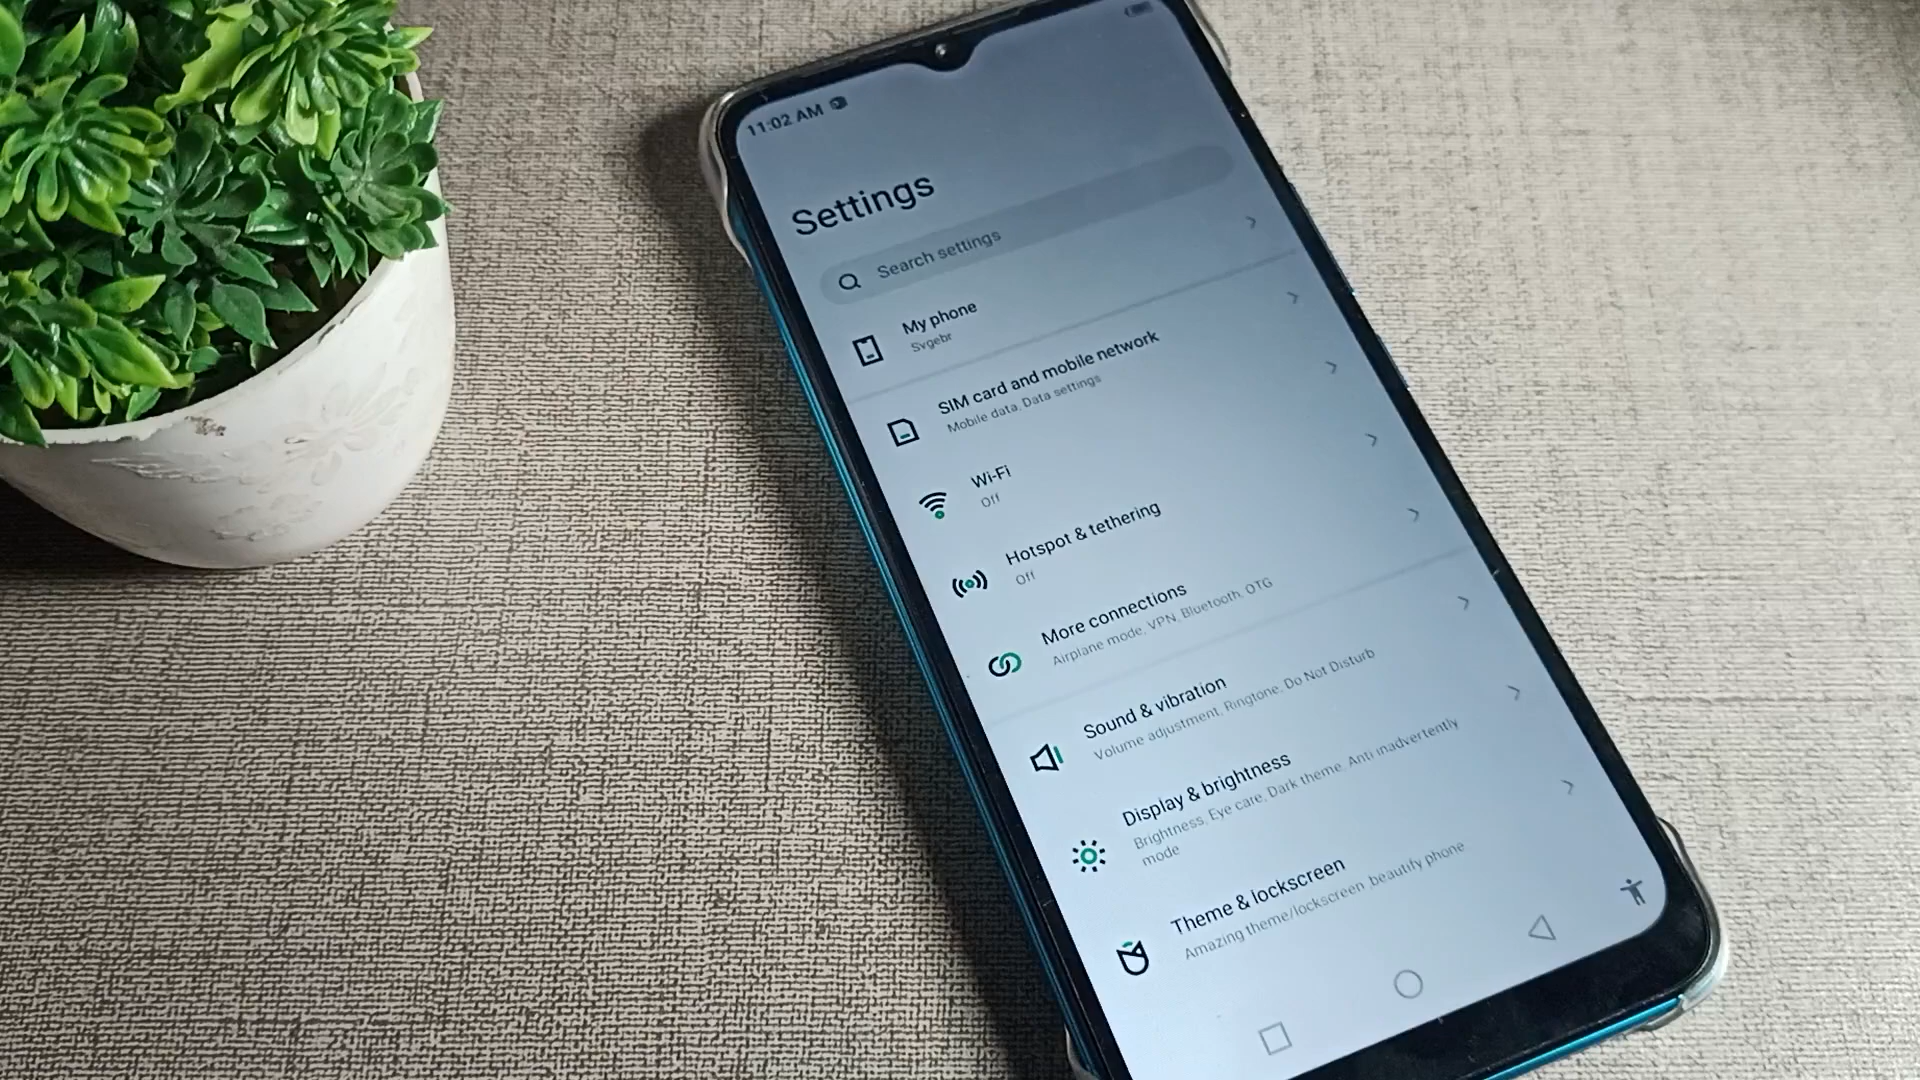 11:02 AM
Settings
Search settings
My phone
Svgebr
SIM card and mobile network
Mobile data, Data settings
Wi-Fi
Off
Hotspot & tethering
Off
More connections
Airplane mode, VPN, Bluetooth, OTG
Sound & vibration
Volume adjustment, Ringtone, Do Not Disturb
Display & brightness
Brightness, Eye care, Dark theme, Anti inadvertently
mode
Theme & lockscreen
Amazing theme/lockscreen beautify phone